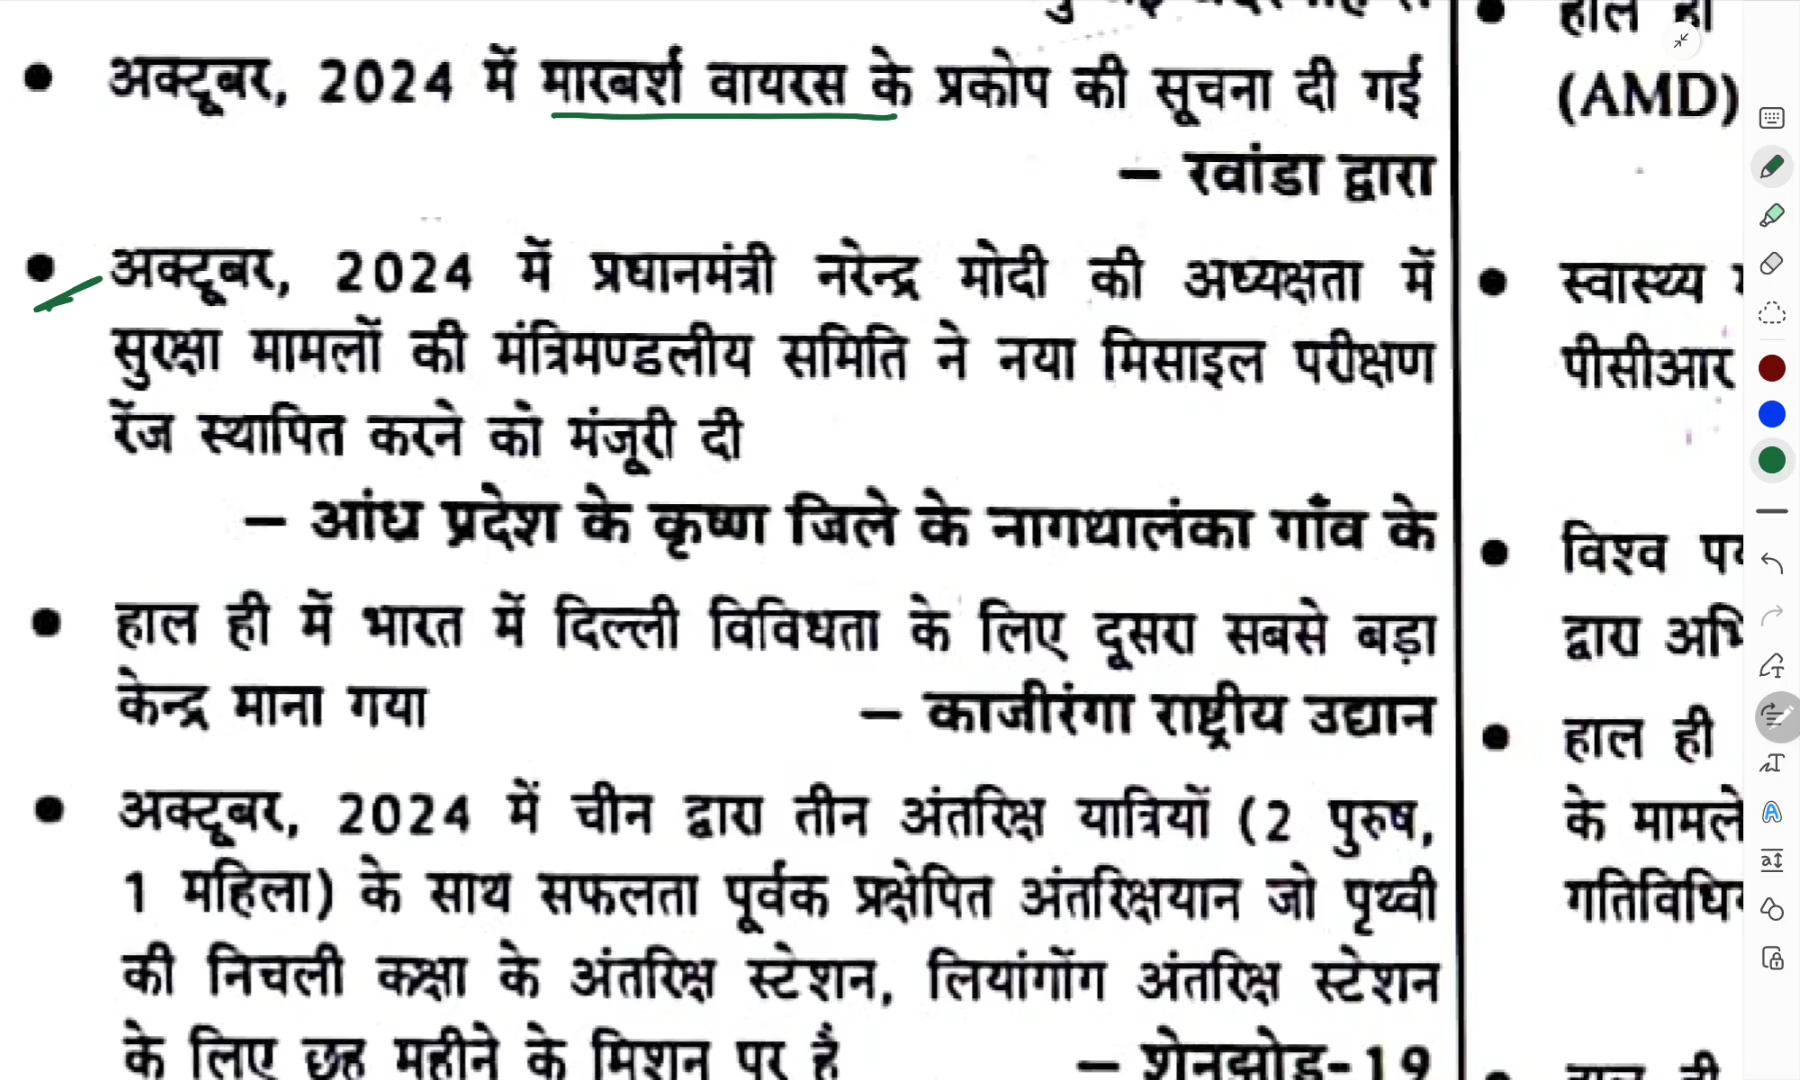 अक्टूबर, 2024 में मारबर्श वायरस के प्रकोप की सूचना दी गई
– रवांडा द्वारा
अक्टूबर, 2024 में प्रधानमंत्री नरेन्द्र मोदी की अध्यक्षता में
सुरक्षा मामलों की मंत्रिमण्डलीय समिति ने नया मिसाइल परीक्षण
रेंज स्थापित करने को मंजूरी दी
– आंध्र प्रदेश के कृष्ण जिले के नागथालंका गाँव के
हाल ही में भारत में दिल्ली विविधता के लिए दूसरा सबसे बड़ा
केन्द्र माना गया – काजीरंगा राष्ट्रीय उद्यान
अक्टूबर, 2024 में चीन द्वारा तीन अंतरिक्ष यात्रियों (2 पुरुष,
1 महिला) के साथ सफलता पूर्वक प्रक्षेपित अंतरिक्षयान जो पृथ्वी
की निचली कक्षा के अंतरिक्ष स्टेशन, लियांगोंग अंतरिक्ष स्टेशन
के लिए छह महीने के मिशन पर है – शेनझोड-19
हाल ही
(AMD)
स्वास्थ्य
पीसीआर
विश्व
द्वारा
हाल ही
के मामले
हाल ही